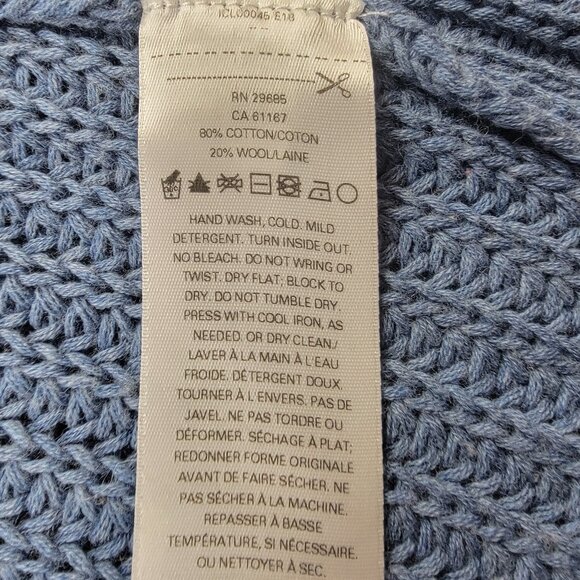 ICL00045 E18
RN 29685
CA 61167
80% COTTON/COTON
20% WOOL/LAINE
HAND WASH, COLD. MILD
DETERGENT. TURN INSIDE OUT.
NO BLEACH. DO NOT WRING OR
TWIST. DRY FLAT; BLOCK TO
DRY. DO NOT TUMBLE DRY.
PRESS WITH COOL IRON, AS
NEEDED. OR DRY CLEAN./
LAVER À LA MAIN À L'EAU
FROIDE. DÉTERGENT DOUX.
TOURNER À L'ENVERS. PAS DE
JAVEL. NE PAS TORDRE OU
DÉFORMER. SÉCHAGE À PLAT;
REDONNER FORME ORIGINALE
AVANT DE FAIRE SÉCHER. NE
PAS SÉCHER À LA MACHINE.
REPASSER À BASSE
TEMPÉRATURE, SI NÉCESSAIRE.
OU NETTOYER À SEC.